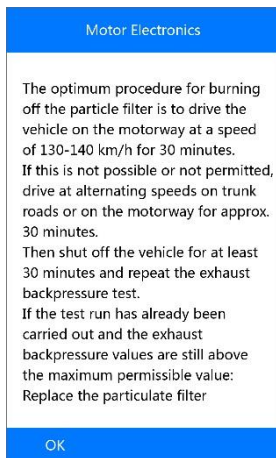 Motor Electronics
The optimum procedure for burning
off the particle filter is to drive the
vehicle on the motorway at a speed
of 130-140 km/h for 30 minutes.
If this is not possible or not permitted,
drive at alternating speeds on trunk
roads or on the motorway for approx.
30 minutes.
Then shut off the vehicle for at least
30 minutes and repeat the exhaust
backpressure test.
If the test run has already been
carried out and the exhaust
backpressure values are still above
the maximum permissible value:
Replace the particulate filter
OK